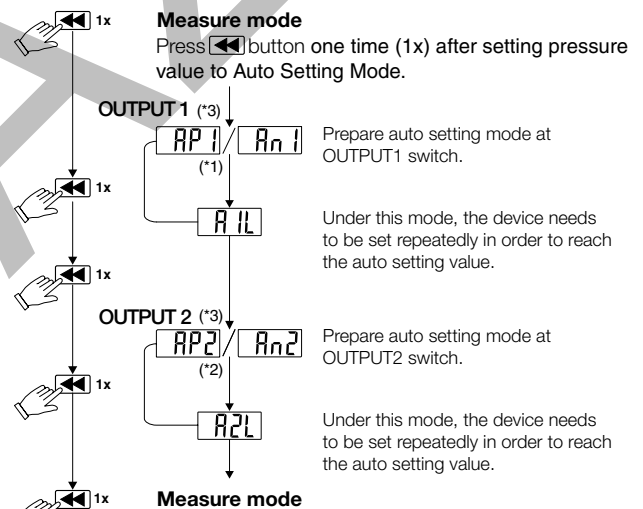 1x Measure mode
Press button one time (1x) after setting pressure
value to Auto Setting Mode.
OUTPUT 1 (*3)
AP1 / An1
(*1)
Prepare auto setting mode at
OUTPUT1 switch.
1x
A1L
Under this mode, the device needs
to be set repeatedly in order to reach
the auto setting value.
1x
OUTPUT 2 (*3)
AP2 / An2
(*2)
Prepare auto setting mode at
OUTPUT2 switch.
1x
A2L
Under this mode, the device needs
to be set repeatedly in order to reach
the auto setting value.
1x Measure mode